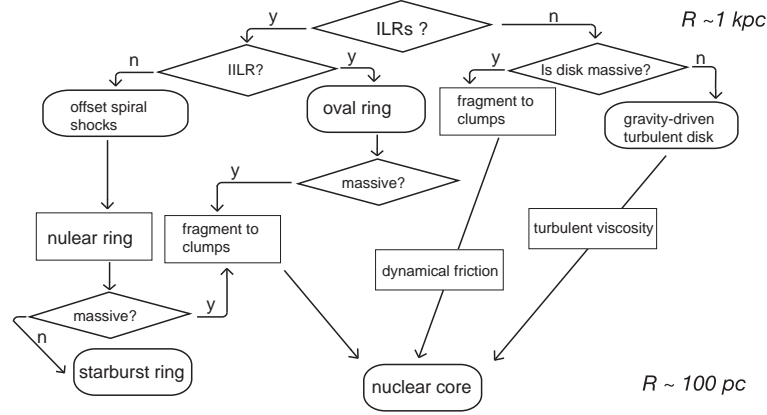 y
ILRs ?
n
R ~1 kpc
n
IILR?
y
y
Is disk massive?
n
offset spiral
shocks
oval ring
fragment to
clumps
gravity-driven
turbulent disk
y
massive?
nulear ring
fragment to
clumps
turbulent viscosity
dynamical friction
massive?
y
n
starburst ring
nuclear core
R ~ 100 pc